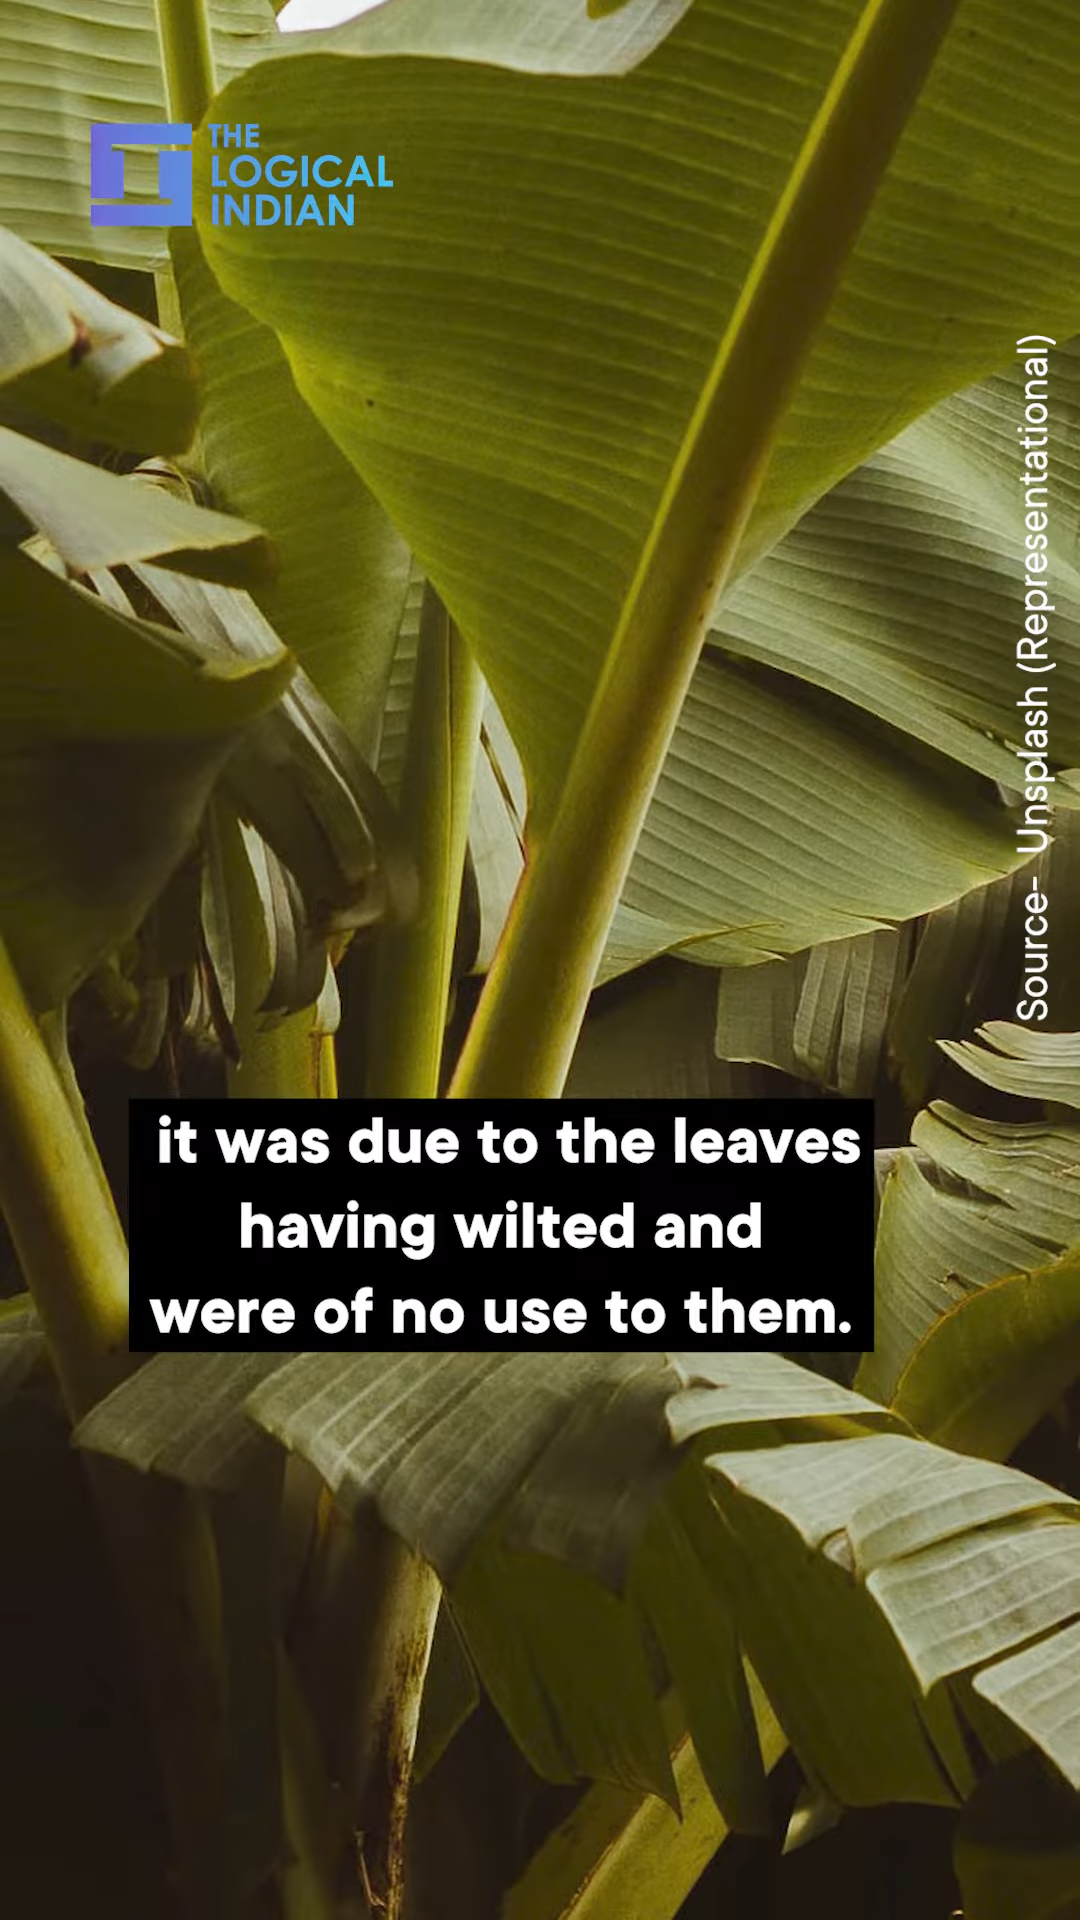 THE
LOGICAL
INDIAN
Source- Unsplash (Representational)
it was due to the leaves
having wilted and
were of no use to them.